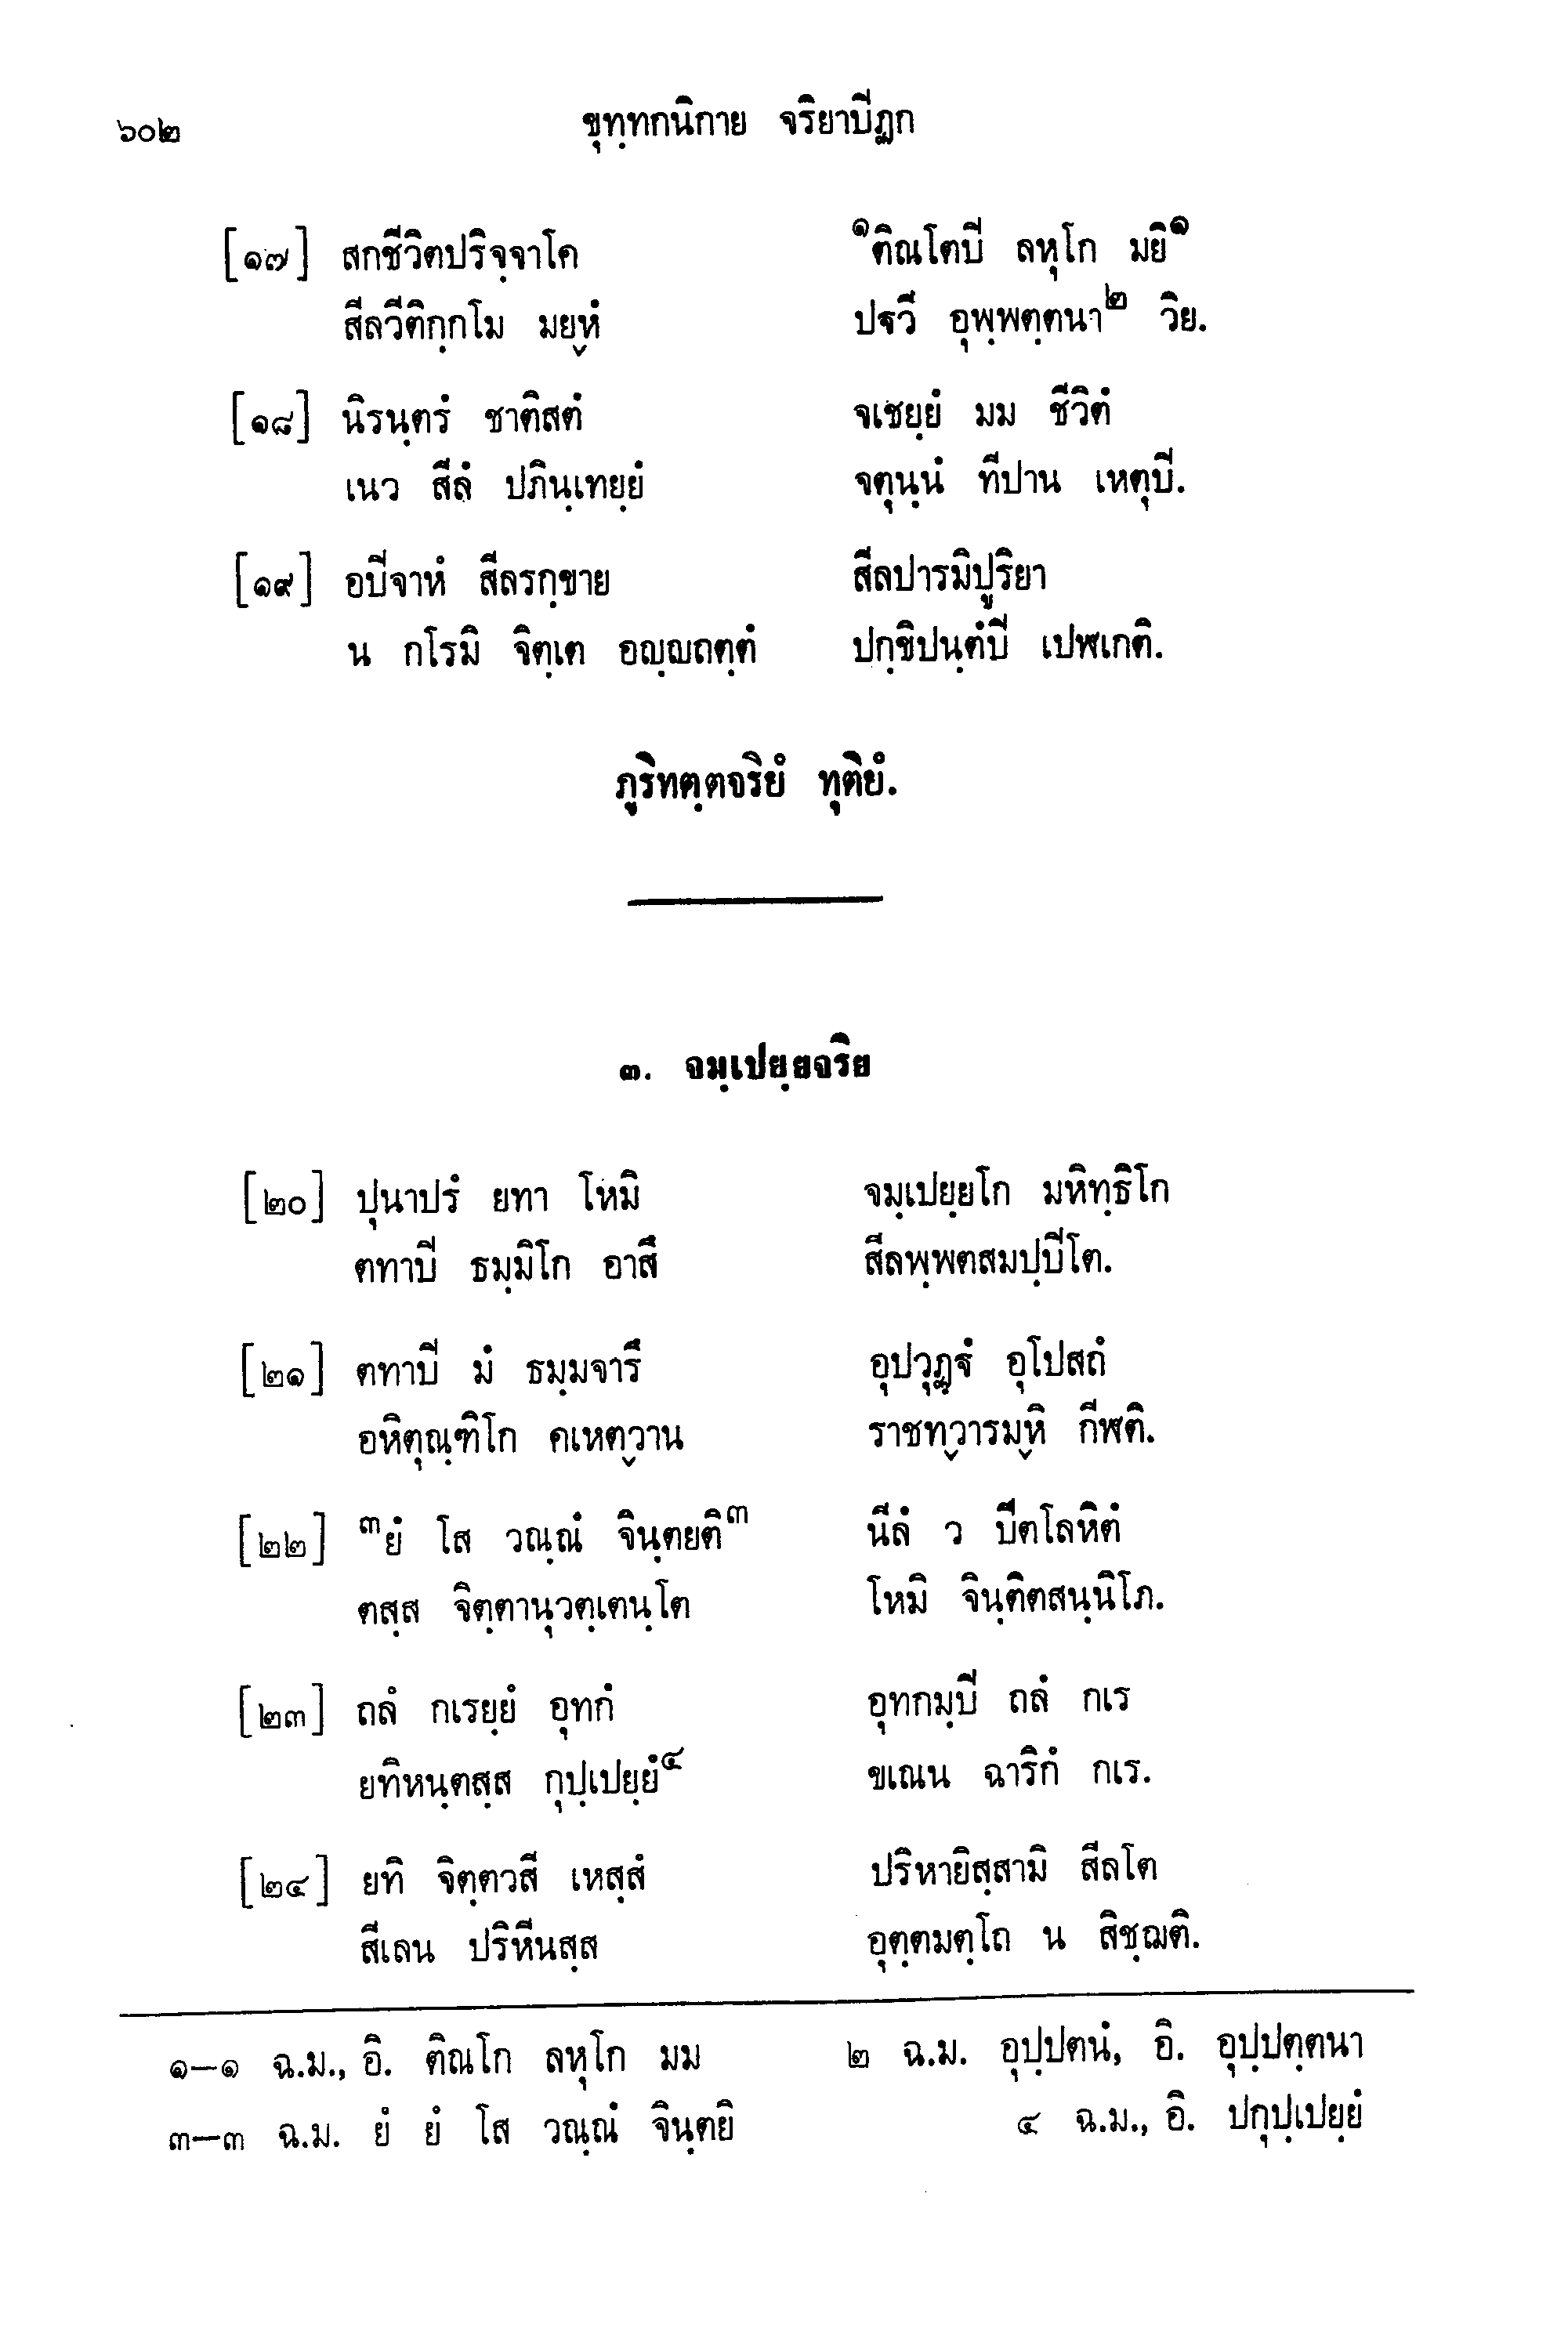 ๖๐๒ ขุทฺทกนิกาย จริยาปิฏก
[๑๗] สกชีวิตปริจฺจาโค ๑ติณโตปิ ลหุโก มยิ๑
สีลวีติกฺกโม มยฺหํ ปฐวี อุพฺพตฺตนา๒ วิย.
[๑๘] นิรนฺตรํ ชาติสตํ จเชยฺยํ มม ชีวิตํ
เนว สีลํ ปภินฺเทยฺยํ จตุนฺนํ ทีปาน เหตุปิ.
[๑๙] อปิจาหํ สีลรกฺขาย สีลปารมิปูริยา
น กโรมิ จิตฺเต อญฺญถตฺตํ ปกฺขิปนฺตํปิ เปฬเกติ.
ภูริทตฺตจริยํ ทุติยํ.
๓. จมฺเปยฺยจริย
[๒๐] ปุนาปรํ ยทา โหมิ จมฺเปยฺยโก มหิทฺธิโก
ตทาปิ ธมฺมิโก อาสึ สีลพฺพตสมปฺปิโต.
[๒๑] ตทาปิ มํ ธมฺมจารึ อุปวุฏฺฐํ อุโปสถํ
อหิตุณฺฑิโก คเหตฺวาน ราชทฺวารมฺหิ กีฬติ.
[๒๒] ๓ยํ โส วณฺณํ จินฺตยติ๓ นีลํ ว ปีตโลหิตํ
ตสฺส จิตฺตานุวตฺเตนฺโต โหมิ จินฺติตสนฺนิโภ.
[๒๓] ถลํ กเรยฺยํ อุทกํ อุทกมฺปิ ถลํ กเร
ยทิหนฺตสฺส กุปฺเปยฺยํ๔ ขเณน ฉาริกํ กเร.
[๒๔] ยทิ จิตฺตวสี เหสฺสํ ปริหายิสฺสามิ สีลโต
สีเลน ปริหีนสฺส อุตฺตมตฺโถ น สิชฺฌติ.
๑–๑ ฉ.ม., อิ. ติณโก ลหุโก มม ๒ ฉ.ม. อุปฺปตนํ, อิ. อุปฺปตฺตนา
๓–๓ ฉ.ม. ยํ ยํ โส วณฺณํ จินฺตยิ ๔ ฉ.ม., อิ. ปกุปฺเปยฺยํ